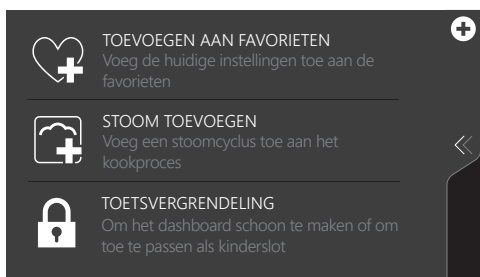 TOEVOEGEN AAN FAVORIETEN
Voeg de huidige instellingen toe aan de
favorieten
STOOM TOEVOEGEN
Voeg een stoomcyclus toe aan het
kookproces
TOETSVERGRENDELING
Om het dashboard schoon te maken of om
toe te passen als kinderslot